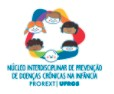 NÚCLEO INTERDISCIPLINAR DE PREVENÇÃO
DE DOENÇAS CRÔNICAS NA INFÂNCIA
PROREXT| UFRGS